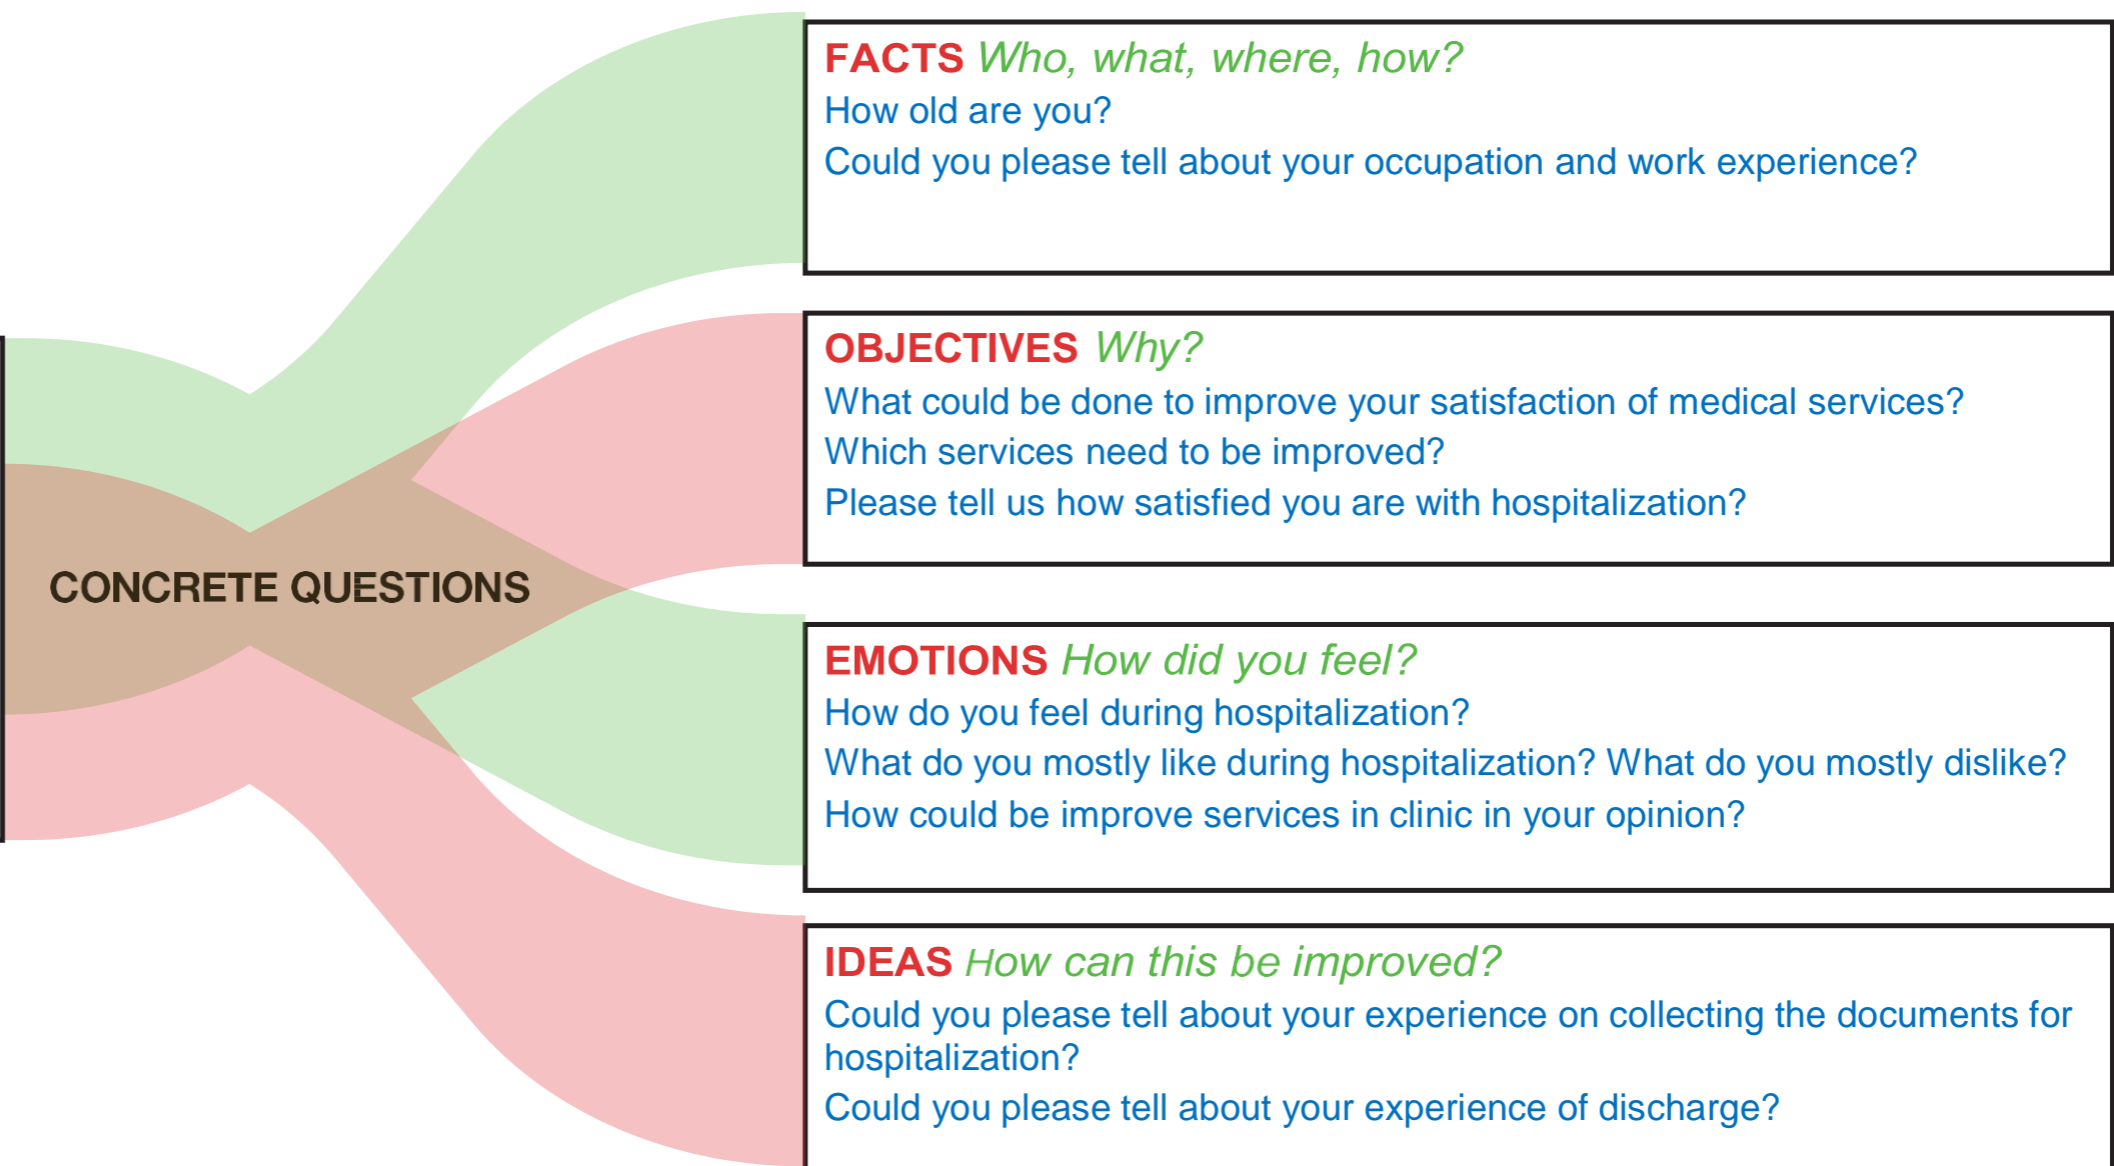 FACTS Who, what, where, how?
How old are you?
Could you please tell about your occupation and work experience?
OBJECTIVES Why?
What could be done to improve your satisfaction of medical services?
Which services need to be improved?
Please tell us how satisfied you are with hospitalization?
CONCRETE QUESTIONS
EMOTIONS How did you feel?
How do you feel during hospitalization?
What do you mostly like during hospitalization? What do you mostly dislike?
How could be improve services in clinic in your opinion?
IDEAS How can this be improved?
Could you please tell about your experience on collecting the documents for
hospitalization?
Could you please tell about your experience of discharge?